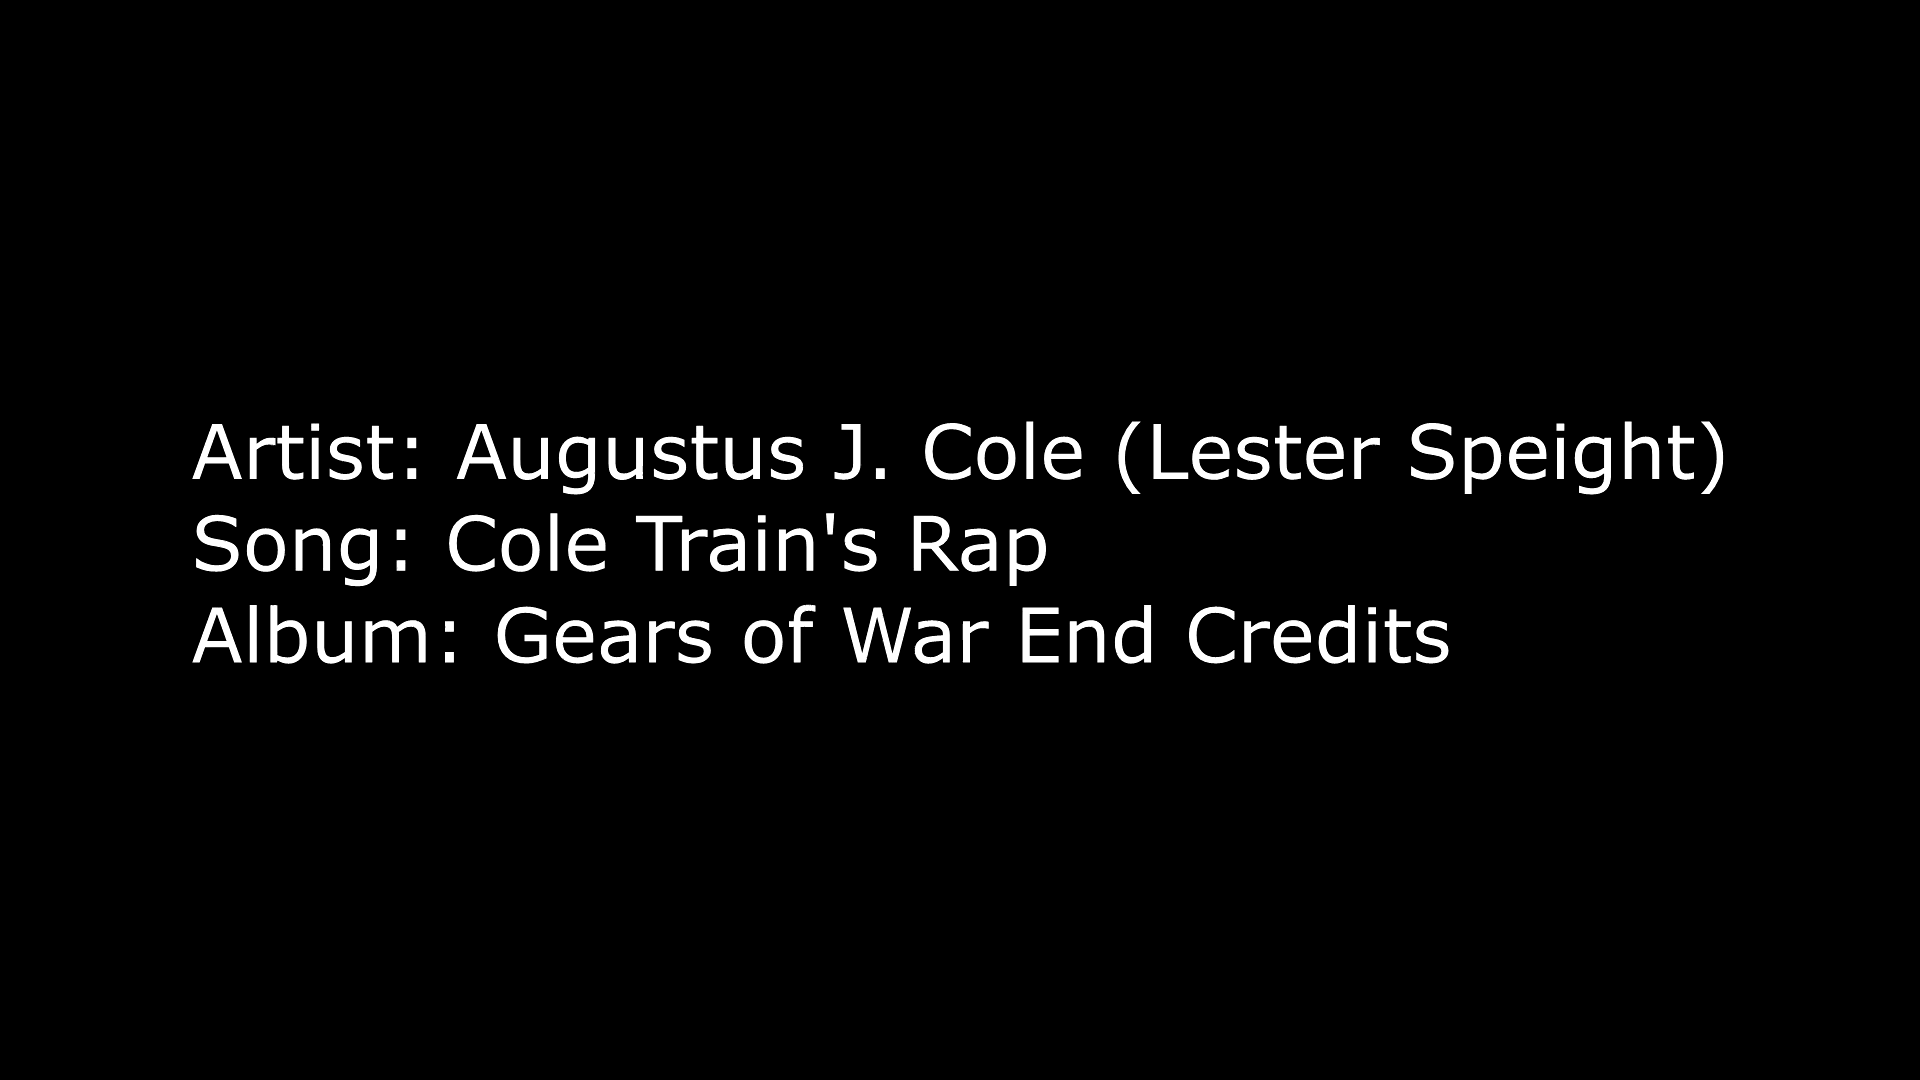 Artist: Augustus J. Cole (Lester Speight)
Song: Cole Train's Rap
Album: Gears of War End Credits